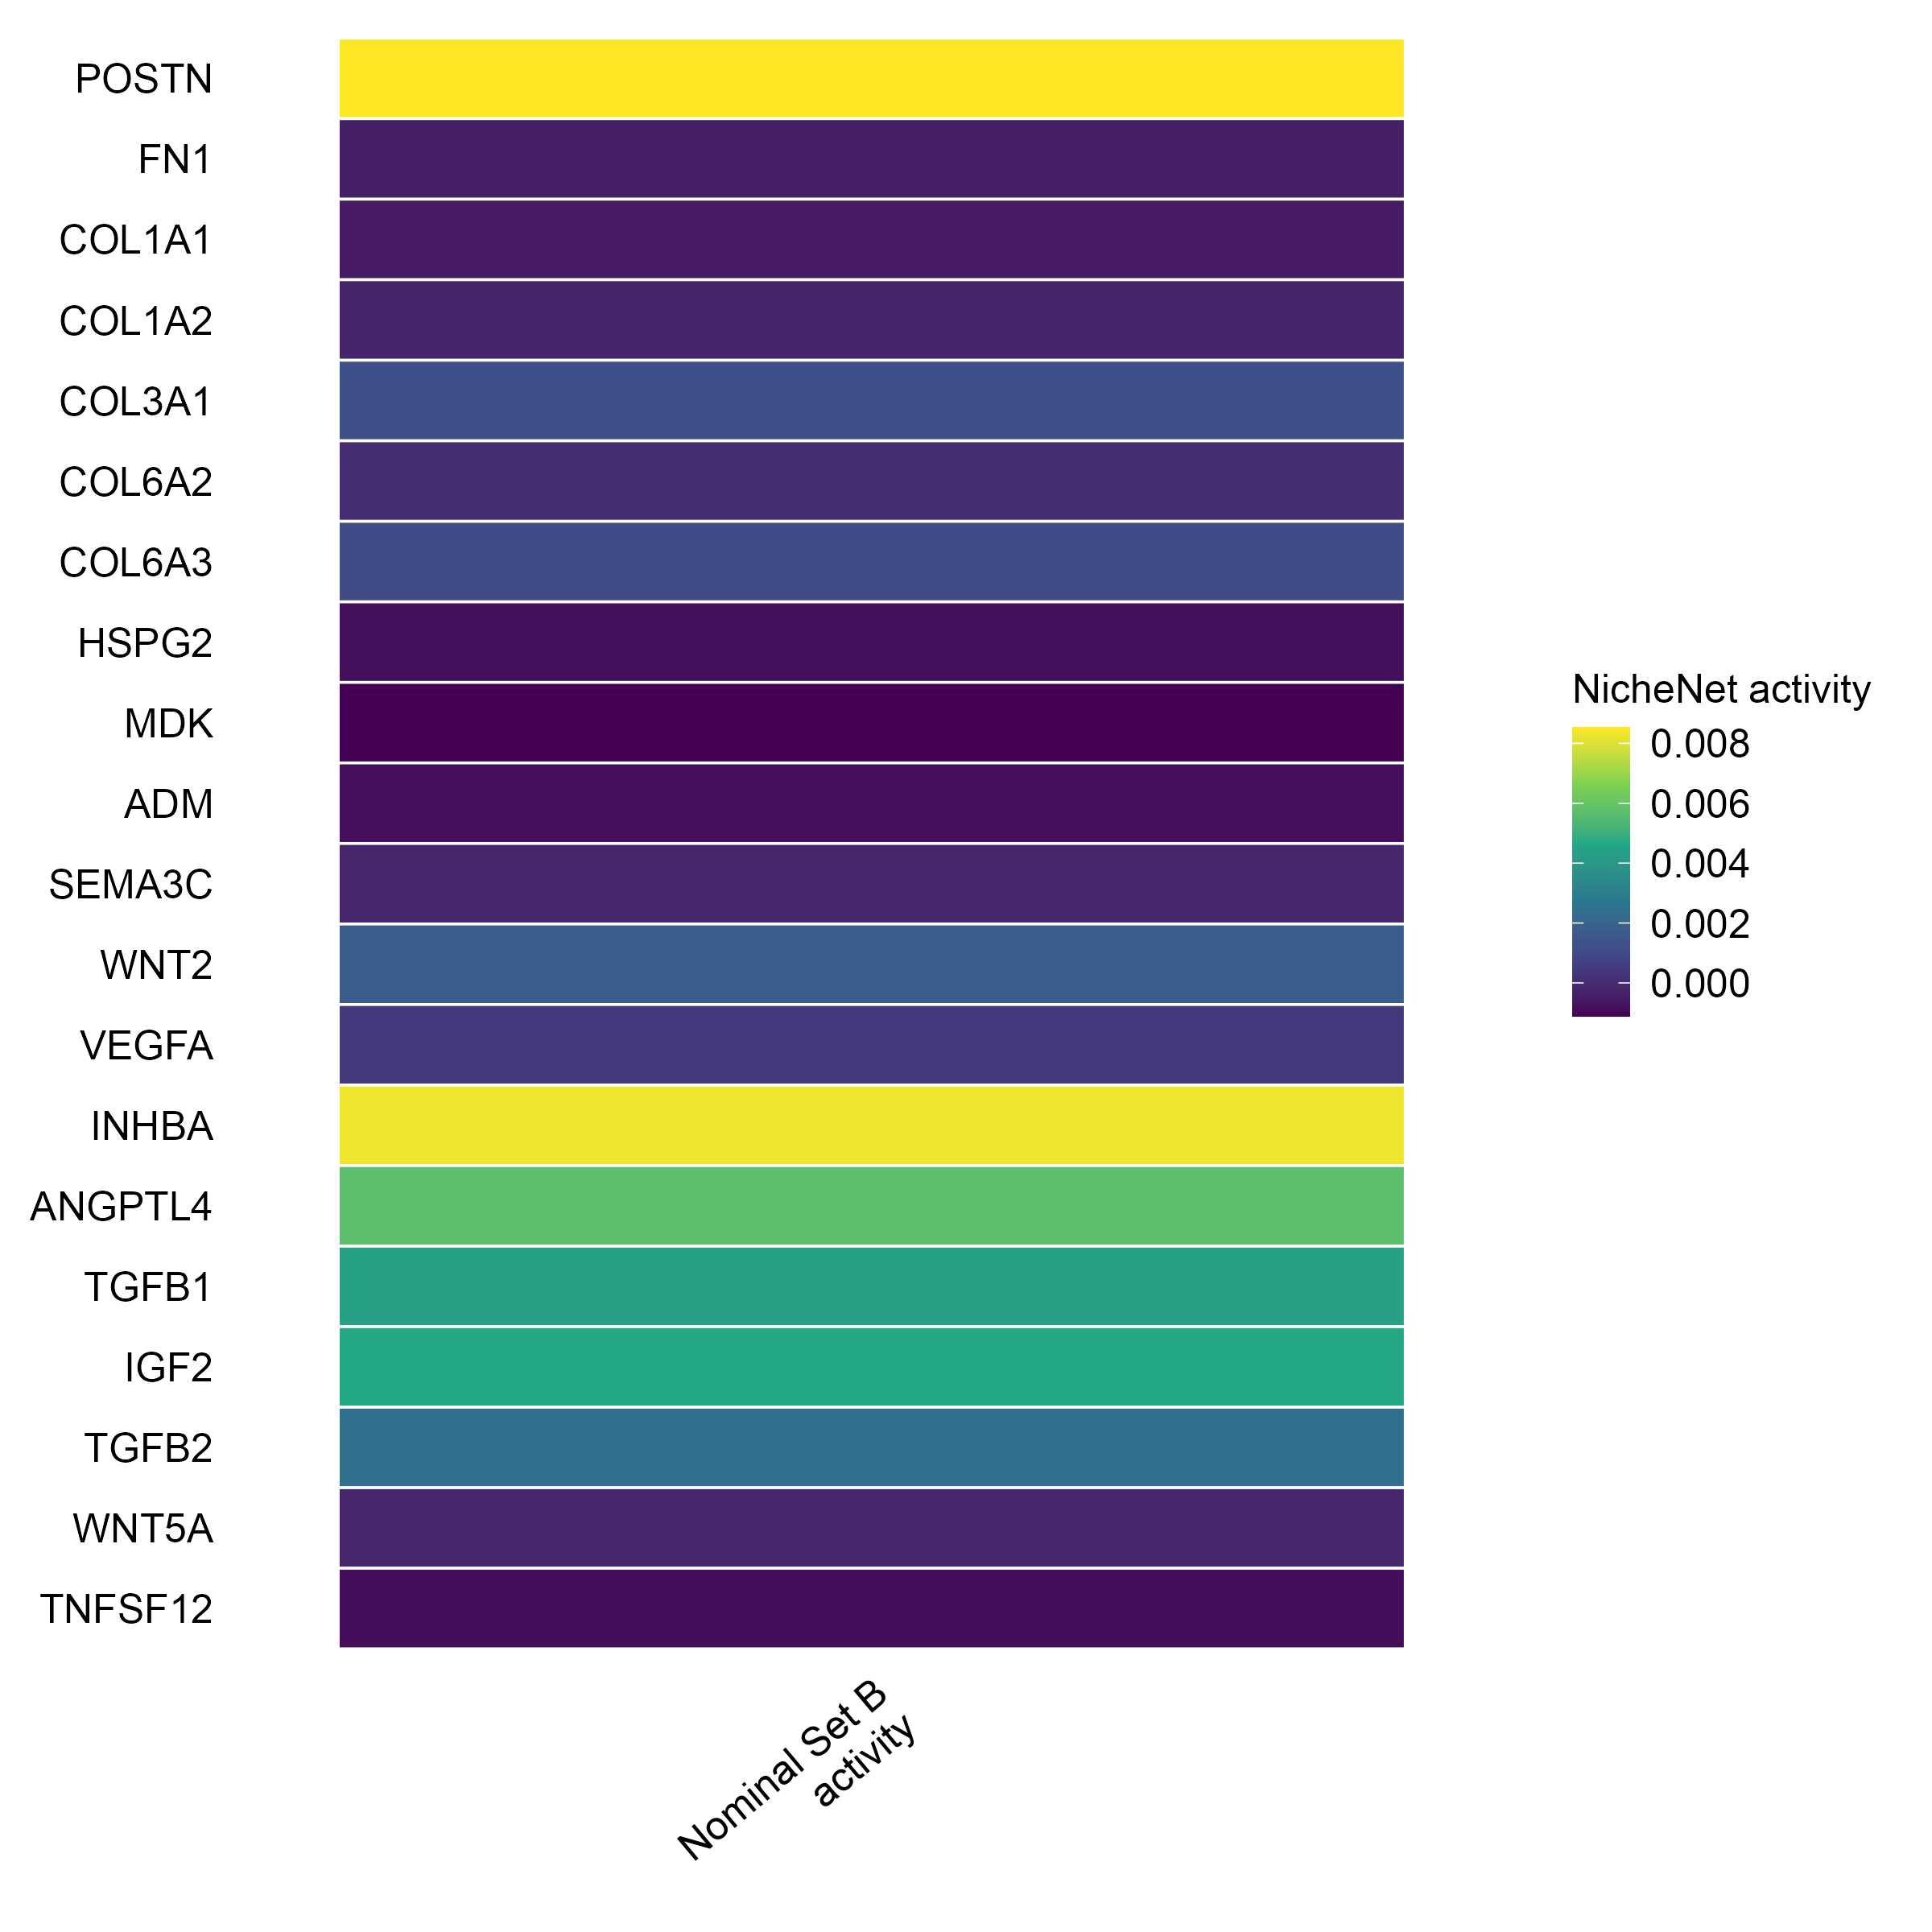 POSTN
FN1
COL1A1
COL1A2
COL3A1
COL6A2
COL6A3
HSPG2
MDK
ADM
SEMA3C
WNT2
VEGFA
INHBA
ANGPTL4
TGFB1
IGF2
TGFB2
WNT5A
TNFSF12
Nominal Set B
activity
NicheNet activity
0.008
0.006
0.004
0.002
0.000